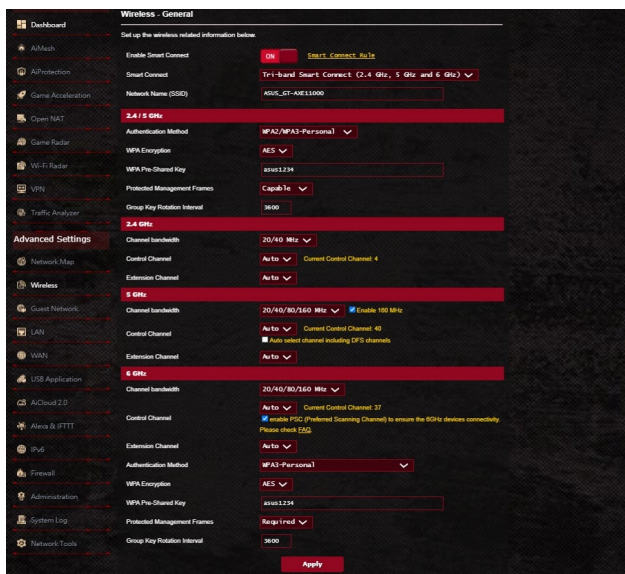 Wireless - General
Dashboard
Set up the wireless related information below.
AiMesh
Enable Smart Connect ON Smart Connect Rule
AiProtection
Smart Connect Tri-band Smart Connect (2.4 GHz, 5 GHz and 6 GHz)
Game Acceleration
Network Name (SSID) ASUS_GT-AXE11000
Open NAT
2.4 / 5 GHz
Authentication Method WPA2/WPA3-Personal
Game Radar
WPA Encryption AES
Wi-Fi Radar
WPA Pre-Shared Key asus1234
VPN
Protected Management Frames Capable
Traffic Analyzer
Group Key Rotation Interval 3600
2.4 GHz
Advanced Settings
Channel bandwidth 20/40 MHz
Network Map
Control Channel Auto Current Control Channel: 4
Extension Channel Auto
Wireless
5 GHz
Guest Network
Channel bandwidth 20/40/80/160 MHz Enable 160 MHz
LAN
Control Channel Auto Current Control Channel: 40
Auto select channel including DFS channels
WAN
Extension Channel Auto
6 GHz
USB Application
Channel bandwidth 20/40/80/160 MHz
AiCloud 2.0
Control Channel Auto Current Control Channel: 37
enable PSC (Preferred Scanning Channel) to ensure the 6GHz devices connectivity.
Please check FAQ.
Alexa & IFTTT
IPv6
Extension Channel Auto
Authentication Method WPA3-Personal
Firewall
WPA Encryption AES
Administration
WPA Pre-Shared Key asus1234
System Log
Protected Management Frames Required
Network Tools
Group Key Rotation Interval 3600
Apply